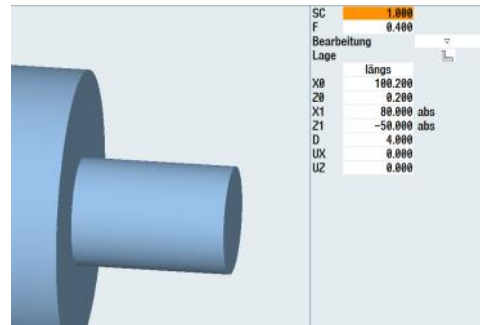 SC 1.000
F 0.400
Bearbeitung ▽
Lage
längs
X0 100.200
Z0 0.200
X1 80.000 abs
Z1 -50.000 abs
D 4.000
UX 0.000
UZ 0.000